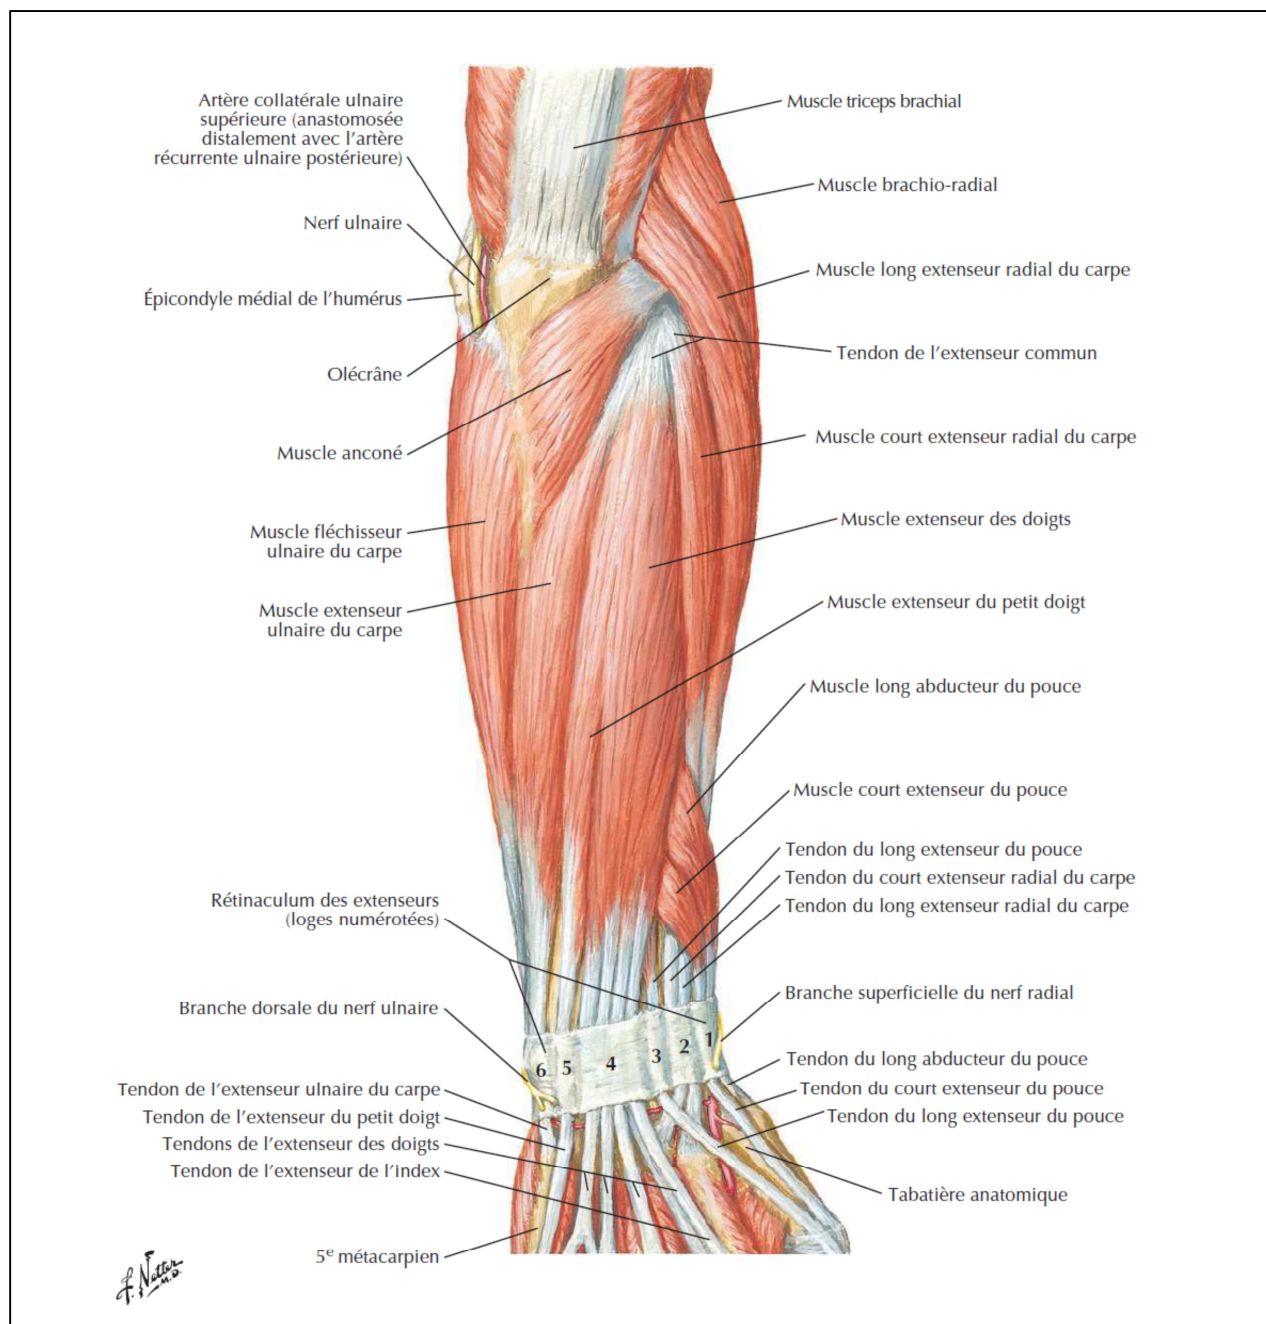 Artère collatérale ulnaire
supérieure (anastomosée
distalement avec l’artère
récurrente ulnaire postérieure)
Nerf ulnaire
Épicondyle médial de l’humérus
Olécrâne
Muscle anconé
Muscle fléchisseur
ulnaire du carpe
Muscle extenseur
ulnaire du carpe
Rétinaculum des extenseurs
(loges numérotées)
Branche dorsale du nerf ulnaire
Tendon de l’extenseur ulnaire du carpe
Tendon de l’extenseur du petit doigt
Tendons de l’extenseur des doigts
Tendon de l’extenseur de l’index
5e métacarpien
Muscle triceps brachial
Muscle brachio-radial
Muscle long extenseur radial du carpe
Tendon de l’extenseur commun
Muscle court extenseur radial du carpe
Muscle extenseur des doigts
Muscle extenseur du petit doigt
Muscle long abducteur du pouce
Muscle court extenseur du pouce
Tendon du long extenseur du pouce
Tendon du court extenseur radial du carpe
Tendon du long extenseur radial du carpe
Branche superficielle du nerf radial
Tendon du long abducteur du pouce
Tendon du court extenseur du pouce
Tendon du long extenseur du pouce
Tabatière anatomique
6 5 4 3 2 1
F. Netter
M.D.